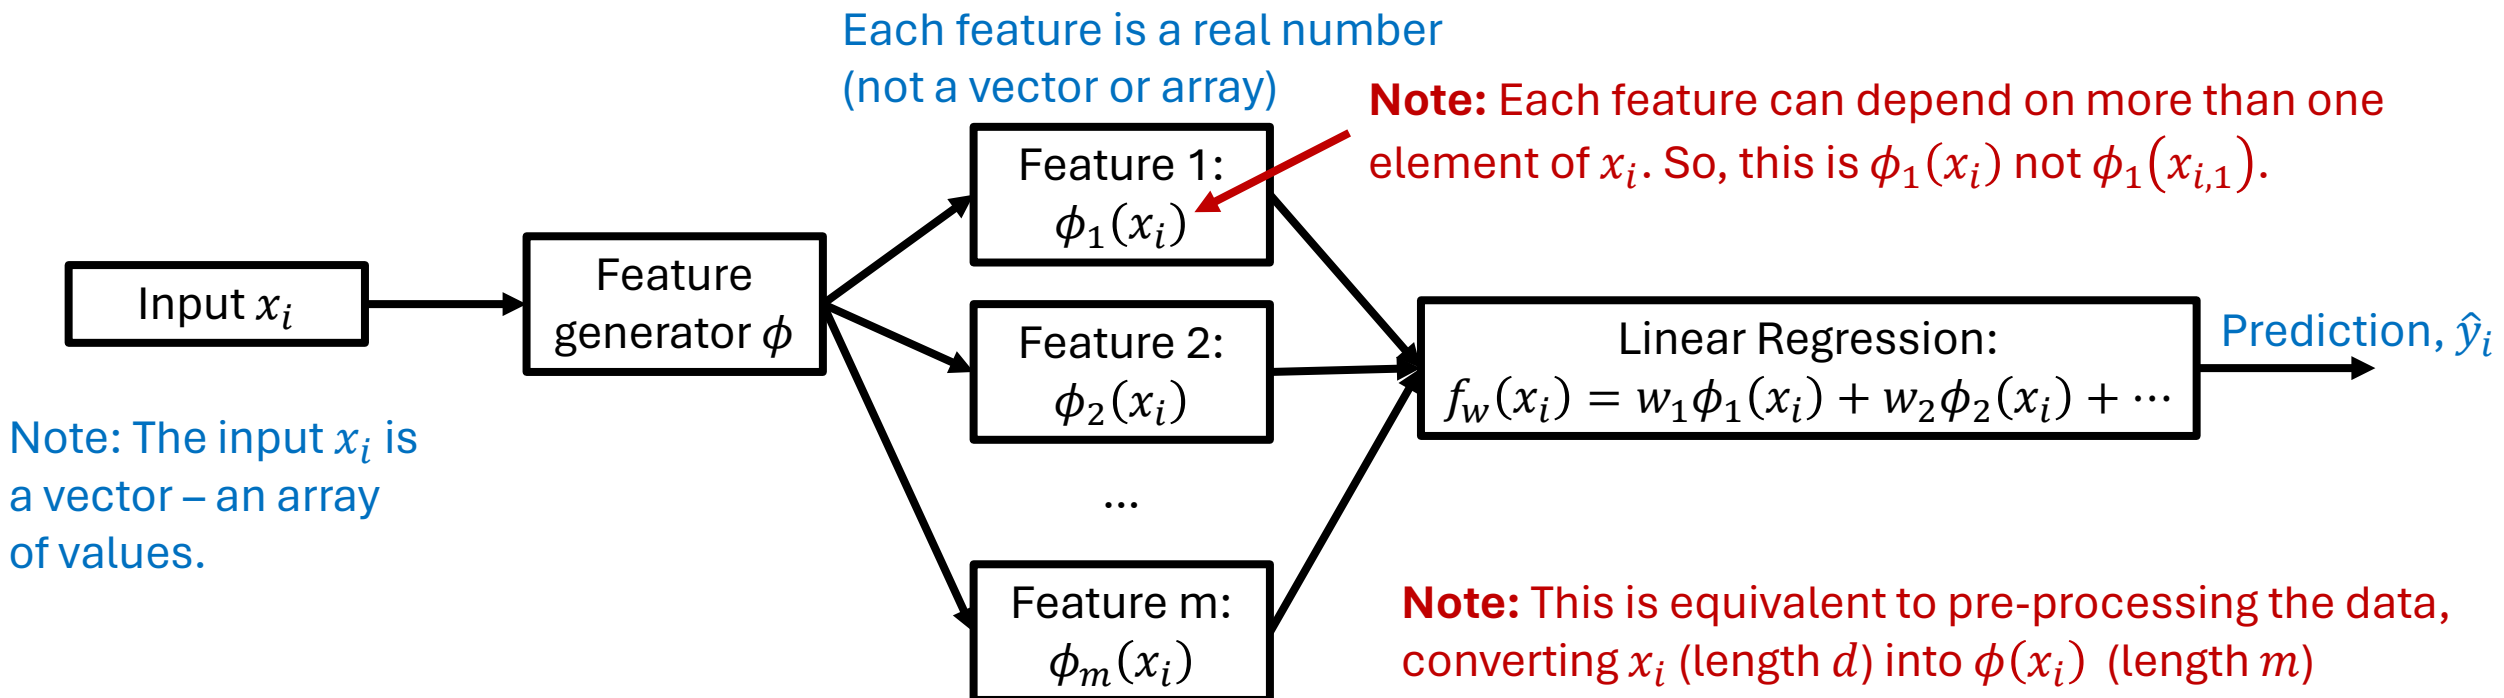 Each feature is a real number
(not a vector or array)
Note: Each feature can depend on more than one
element of 𝑥ᵢ. So, this is 𝜙₁(𝑥ᵢ) not 𝜙₁(𝑥ᵢ,₁).
Feature 1:
𝜙₁(𝑥ᵢ)
Input 𝑥ᵢ
Feature
generator 𝜙
Feature 2:
𝜙₂(𝑥ᵢ)
...
Feature m:
𝜙ₘ(𝑥ᵢ)
Linear Regression:
𝑓_𝑤(𝑥ᵢ) = 𝑤₁𝜙₁(𝑥ᵢ) + 𝑤₂𝜙₂(𝑥ᵢ) + ⋯
Prediction, ŷᵢ
Note: The input 𝑥ᵢ is
a vector – an array
of values.
Note: This is equivalent to pre-processing the data,
converting 𝑥ᵢ (length 𝑑) into 𝜙(𝑥ᵢ) (length 𝑚)